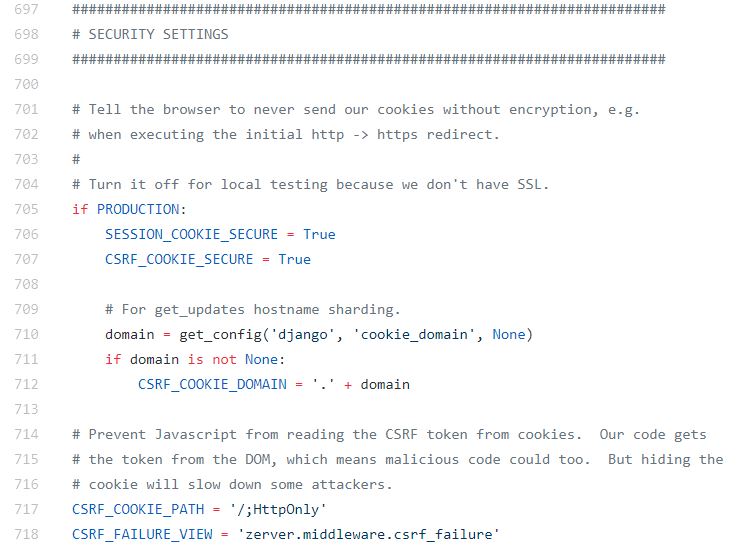 697 ########################################################################
698 # SECURITY SETTINGS
699 ########################################################################
700
701 # Tell the browser to never send our cookies without encryption, e.g.
702 # when executing the initial http -> https redirect.
703 #
704 # Turn it off for local testing because we don't have SSL.
705 if PRODUCTION:
706     SESSION_COOKIE_SECURE = True
707     CSRF_COOKIE_SECURE = True
708
709     # For get_updates hostname sharding.
710     domain = get_config('django', 'cookie_domain', None)
711     if domain is not None:
712         CSRF_COOKIE_DOMAIN = '.' + domain
713
714 # Prevent Javascript from reading the CSRF token from cookies.  Our code gets
715 # the token from the DOM, which means malicious code could too.  But hiding the
716 # cookie will slow down some attackers.
717 CSRF_COOKIE_PATH = '/;HttpOnly'
718 CSRF_FAILURE_VIEW = 'zerver.middleware.csrf_failure'